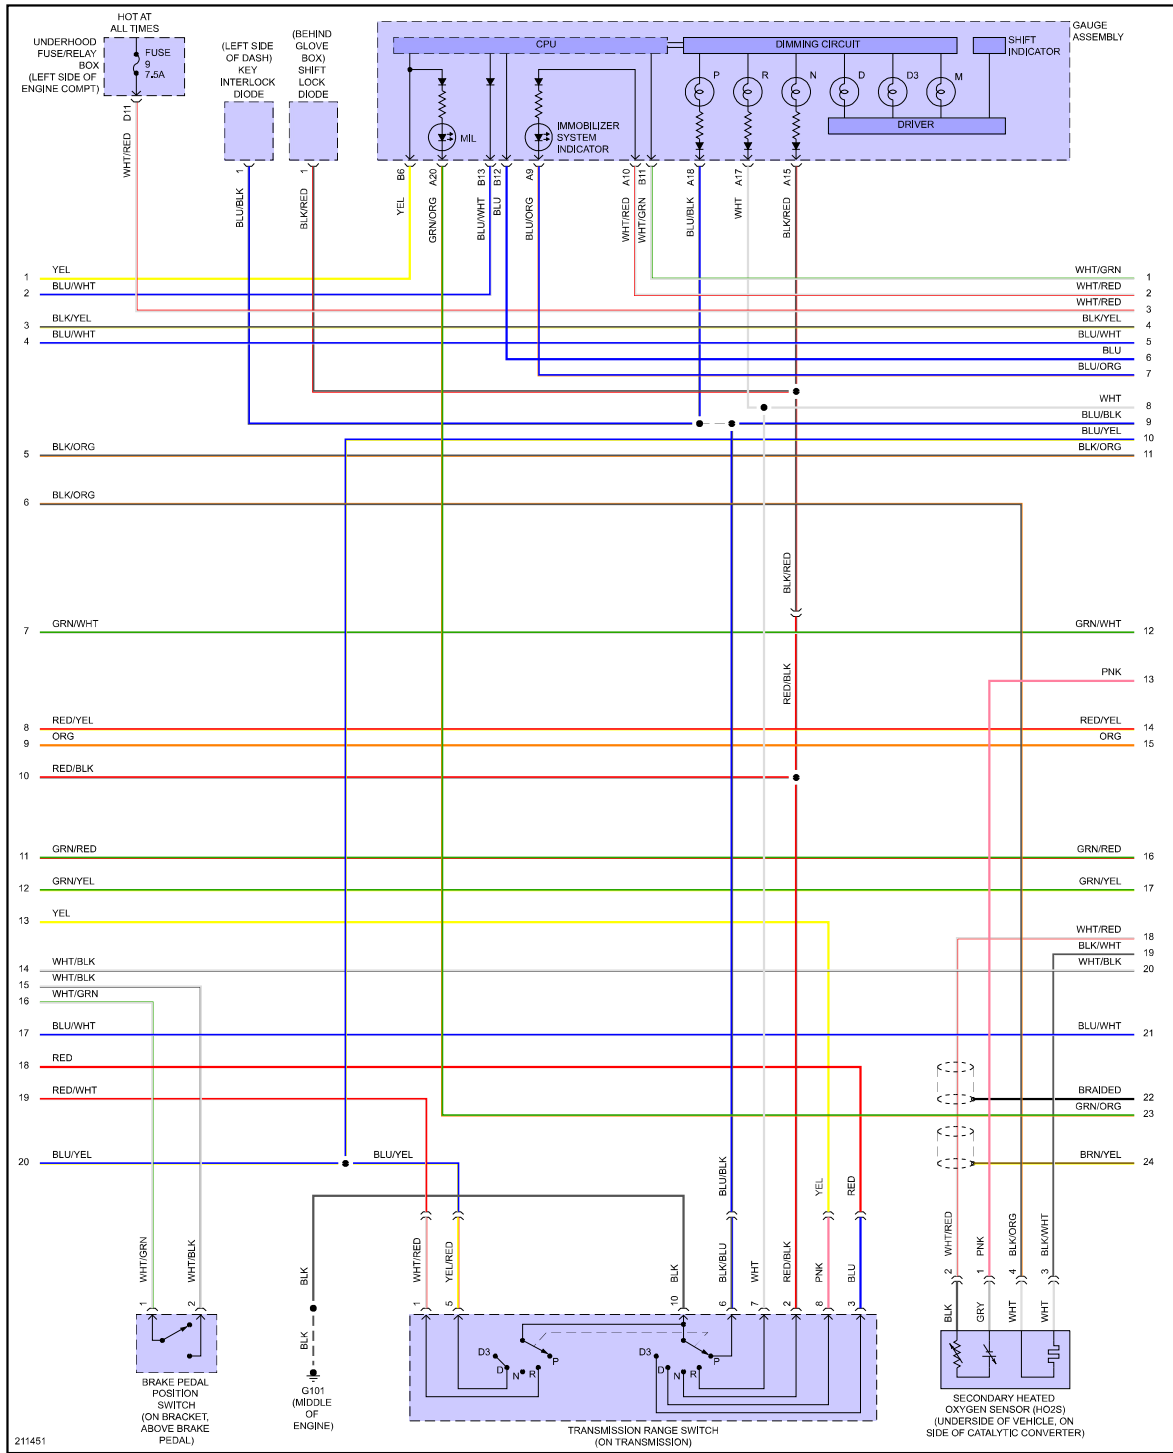 HOT AT
ALL TIMES
UNDERHOOD
FUSE/RELAY
BOX
(LEFT SIDE OF
ENGINE COMPT)
FUSE
9
7.5A
D11
WHT/RED
(LEFT SIDE
OF DASH)
KEY
INTERLOCK
DIODE
1
BLU/BLK
(BEHIND
GLOVE
BOX)
SHIFT
LOCK
DIODE
1
BLK/RED
GAUGE
ASSEMBLY
CPU
DIMMING CIRCUIT
SHIFT
INDICATOR
P
R
N
D
D3
M
DRIVER
MIL
IMMOBILIZER
SYSTEM
INDICATOR
B6
A20
B13
B12
A9
A10
B11
A18
A17
A15
YEL
GRN/ORG
BLU/WHT
BLU
BLU/ORG
WHT/RED
WHT/GRN
BLU/BLK
WHT
BLK/RED
1 YEL
2 BLU/WHT
3 BLK/YEL
4 BLU/WHT
5 BLK/ORG
6 BLK/ORG
7 GRN/WHT
8 RED/YEL
9 ORG
10 RED/BLK
11 GRN/RED
12 GRN/YEL
13 YEL
14 WHT/BLK
15 WHT/BLK
16 WHT/GRN
17 BLU/WHT
18 RED
19 RED/WHT
20 BLU/YEL
BLU/YEL
WHT/GRN 1
WHT/RED 2
WHT/RED 3
BLK/YEL 4
BLU/WHT 5
BLU 6
BLU/ORG 7
WHT 8
BLU/BLK 9
BLU/YEL 10
BLK/ORG 11
GRN/WHT 12
PNK 13
RED/YEL 14
ORG 15
GRN/RED 16
GRN/YEL 17
WHT/RED 18
BLK/WHT 19
WHT/BLK 20
BLU/WHT 21
BRAIDED 22
GRN/ORG 23
BRN/YEL 24
BLK/RED
RED/BLK
BLU/BLK
YEL
RED
WHT/GRN
WHT/BLK
1
2
BRAKE PEDAL
POSITION
SWITCH
(ON BRACKET,
ABOVE BRAKE
PEDAL)
BLK
BLK
G101
(MIDDLE
OF
ENGINE)
WHT/RED
YEL/RED
BLK
BLK/BLU
WHT
RED/BLK
PNK
BLU
1
5
10
6
7
2
8
3
D3
D
N
R
P
D3
D
N
R
P
TRANSMISSION RANGE SWITCH
(ON TRANSMISSION)
WHT/RED
PNK
BLK/ORG
BLK/WHT
2
1
4
3
BLK
GRY
WHT
WHT
SECONDARY HEATED
OXYGEN SENSOR (HO2S)
(UNDERSIDE OF VEHICLE, ON
SIDE OF CATALYTIC CONVERTER)
211451